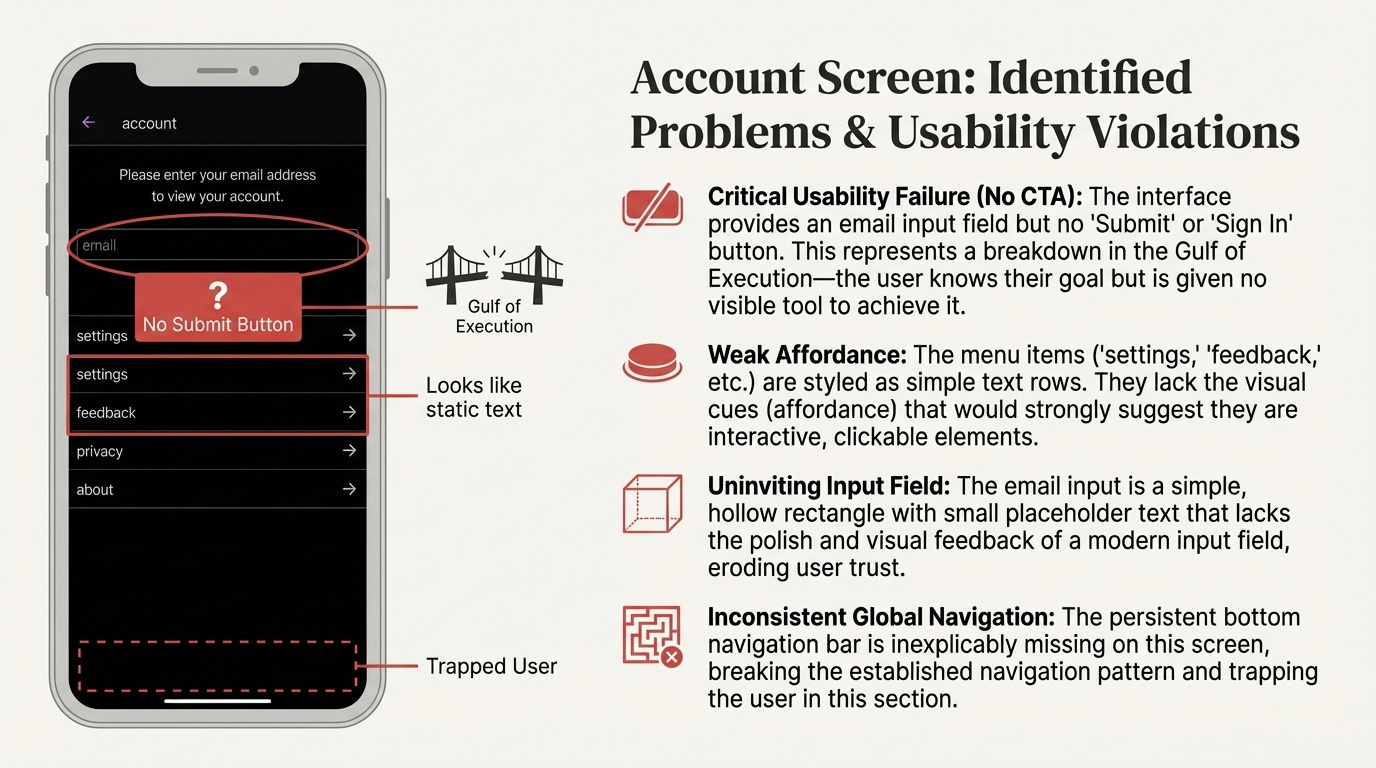 account
Please enter your email address
to view your account.
email
?
No Submit Button
settings
settings
feedback
privacy
about
Gulf of
Execution
Looks like
static text
Trapped User
Account Screen: Identified
Problems & Usability Violations
Critical Usability Failure (No CTA): The interface
provides an email input field but no 'Submit' or 'Sign In'
button. This represents a breakdown in the Gulf of
Execution—the user knows their goal but is given no
visible tool to achieve it.
Weak Affordance: The menu items ('settings,' 'feedback,'
etc.) are styled as simple text rows. They lack the visual
cues (affordance) that would strongly suggest they are
interactive, clickable elements.
Uninviting Input Field: The email input is a simple,
hollow rectangle with small placeholder text that lacks
the polish and visual feedback of a modern input field,
eroding user trust.
Inconsistent Global Navigation: The persistent bottom
navigation bar is inexplicably missing on this screen,
breaking the established navigation pattern and trapping
the user in this section.